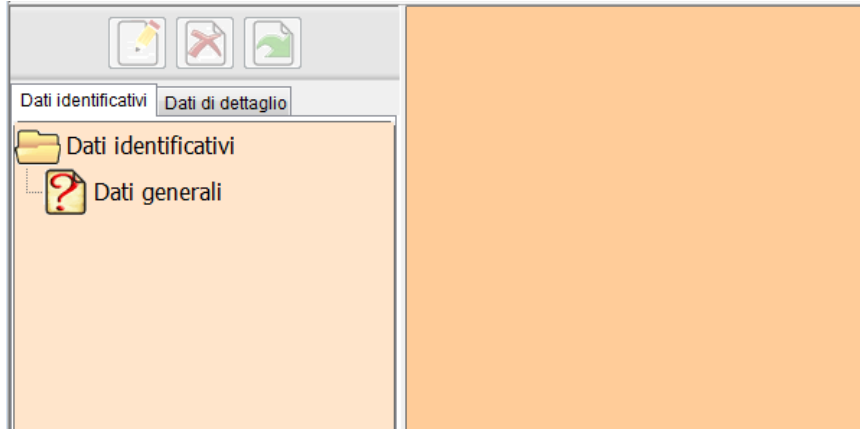 Dati identificativi Dati di dettaglio
Dati identificativi
Dati generali